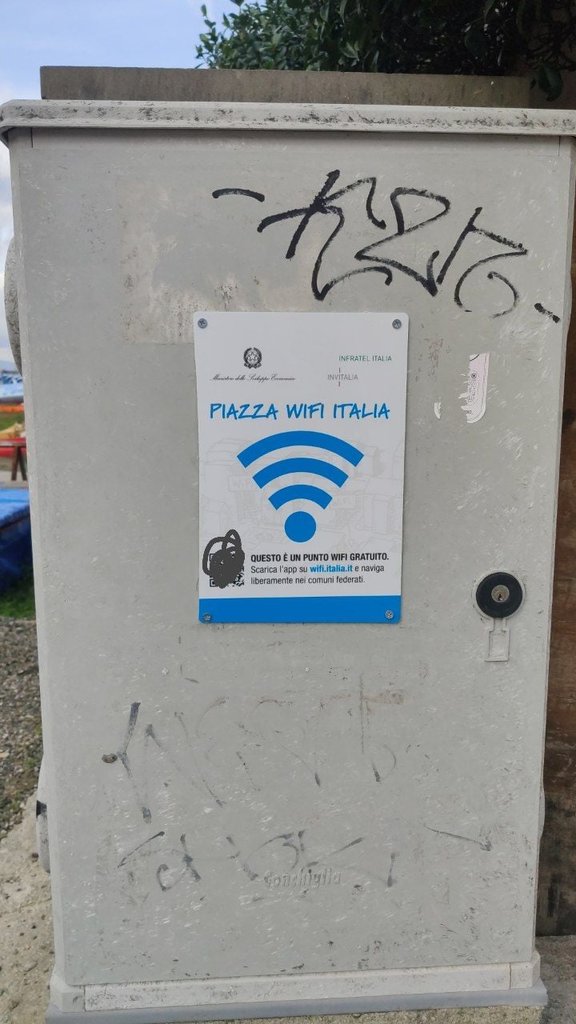 INFRATEL ITALIA
Ministero dello Sviluppo Economico
INVITALIA
PIAZZA WIFI ITALIA
QUESTO È UN PUNTO WIFI GRATUITO.
Scarica l'app su wifi.italia.it e naviga
liberamente nei comuni federati.
conchiglia